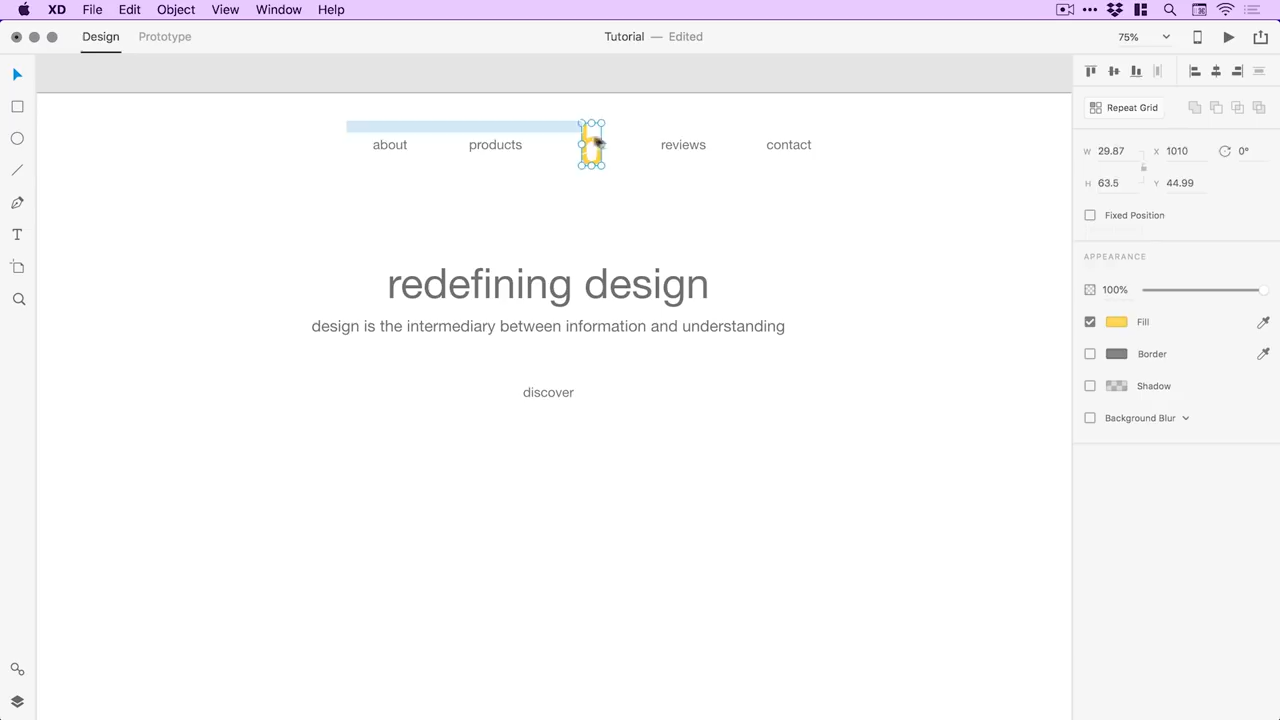 XD File Edit Object View Window Help
Design Prototype Tutorial — Edited 75%
Repeat Grid
W 29.87 X 1010 0°
H 63.5 Y 44.99
Fixed Position
APPEARANCE
100%
Fill
Border
Shadow
Background Blur
about products b reviews contact
redefining design
design is the intermediary between information and understanding
discover
T